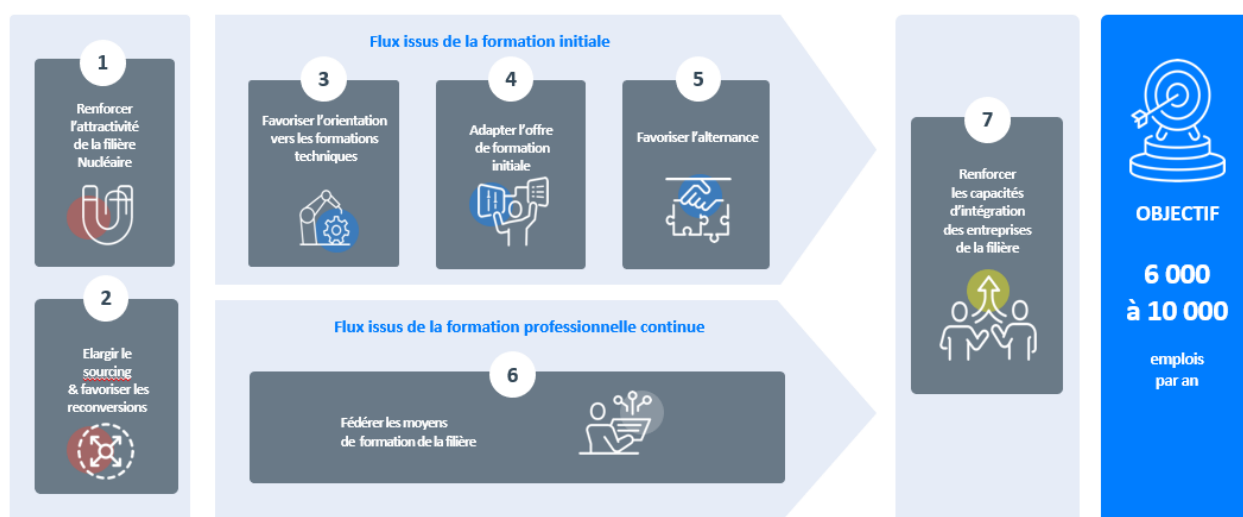 1
Renforcer
l'attractivité
de la filière
Nucléaire
2
Elargir le
sourcing
& favoriser les
reconversions
Flux issus de la formation initiale
3
Favoriser l'orientation
vers les formations
techniques
4
Adapter l'offre
de formation
initiale
5
Favoriser l'alternance
Flux issus de la formation professionnelle continue
6
Fédérer les moyens
de formation de la filière
7
Renforcer
les capacités
d'intégration
des entreprises
de la filière
OBJECTIF
6 000
à 10 000
emplois
par an